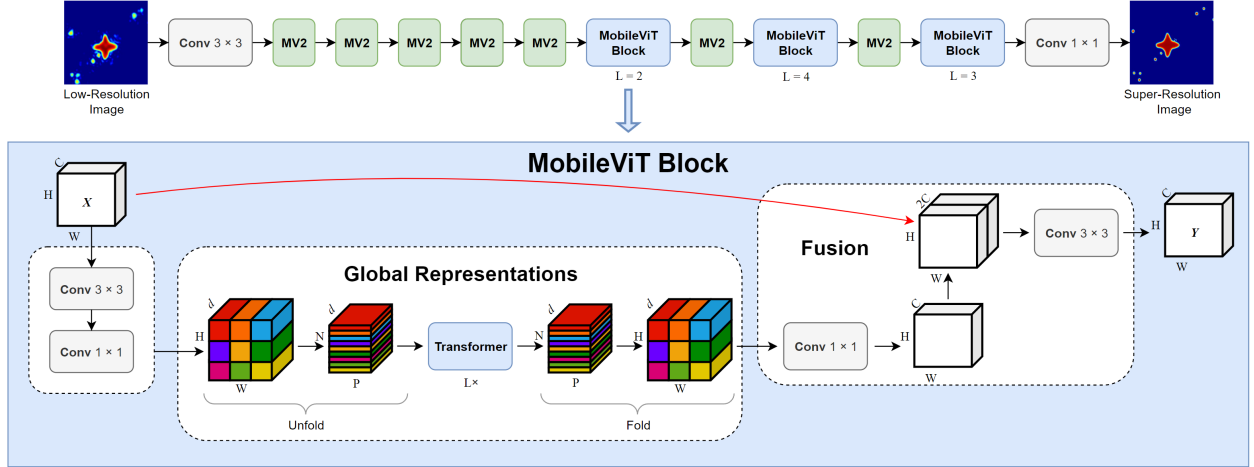 Low-Resolution
Image
Conv 3 × 3
MV2
MV2
MV2
MV2
MV2
MobileViT
Block
L = 2
MV2
MobileViT
Block
L = 4
MV2
MobileViT
Block
L = 3
Conv 1 × 1
Super-Resolution
Image
MobileViT Block
C
H
X
W
Conv 3 × 3
Conv 1 × 1
Global Representations
d
H
W
d
N
P
Unfold
Transformer
L×
d
N
P
d
H
W
Fold
Fusion
Conv 1 × 1
C
H
W
2C
H
W
Conv 3 × 3
C
H
Y
W